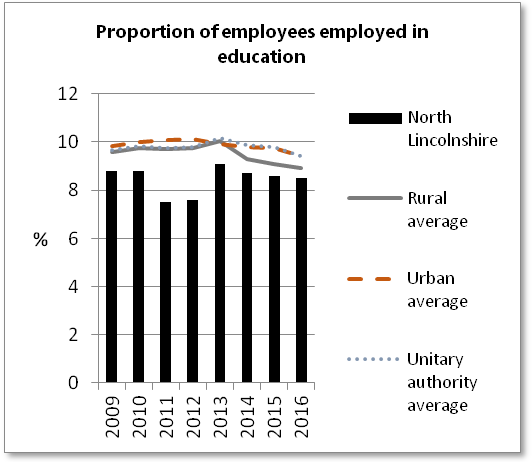 Proportion of employees employed in
education
12
10
8
6
4
2
0
%
2009
2010
2011
2012
2013
2014
2015
2016
North
Lincolnshire
Rural
average
Urban
average
Unitary
authority
average